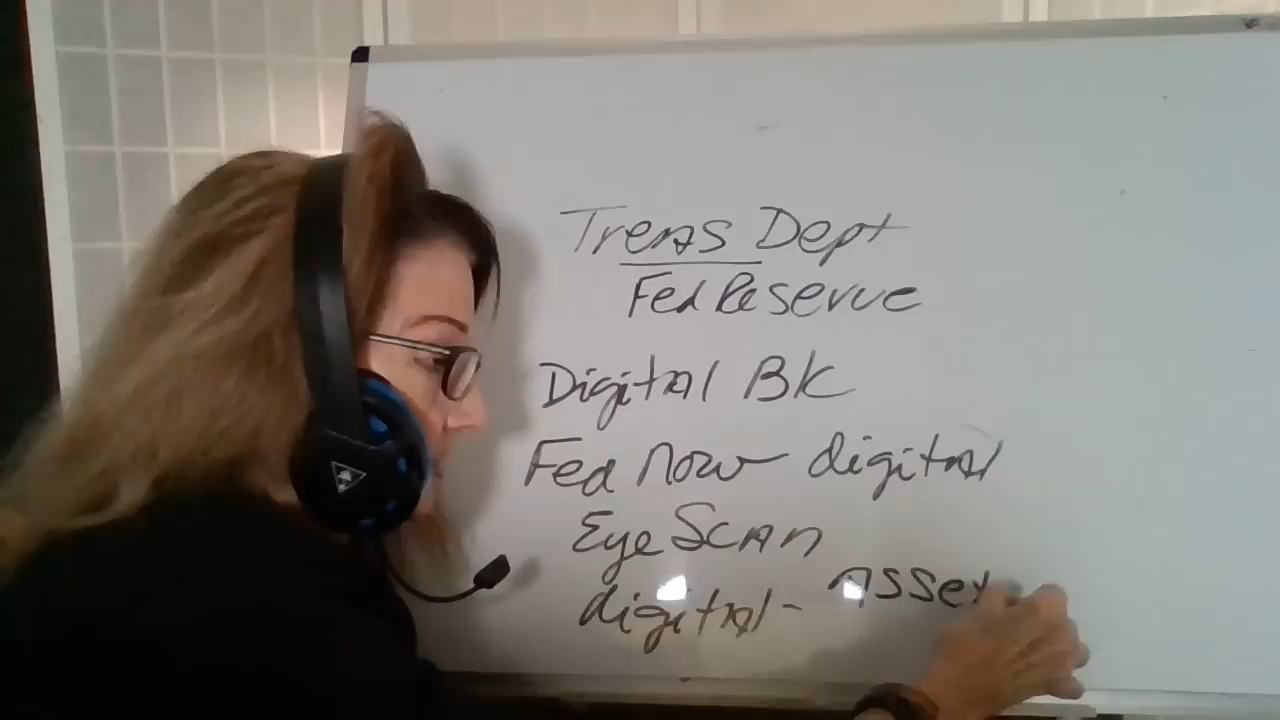 Treas Dept
Fed Reserve
Digital BK
Fed Now digital
Eye Scan
digital - Asset